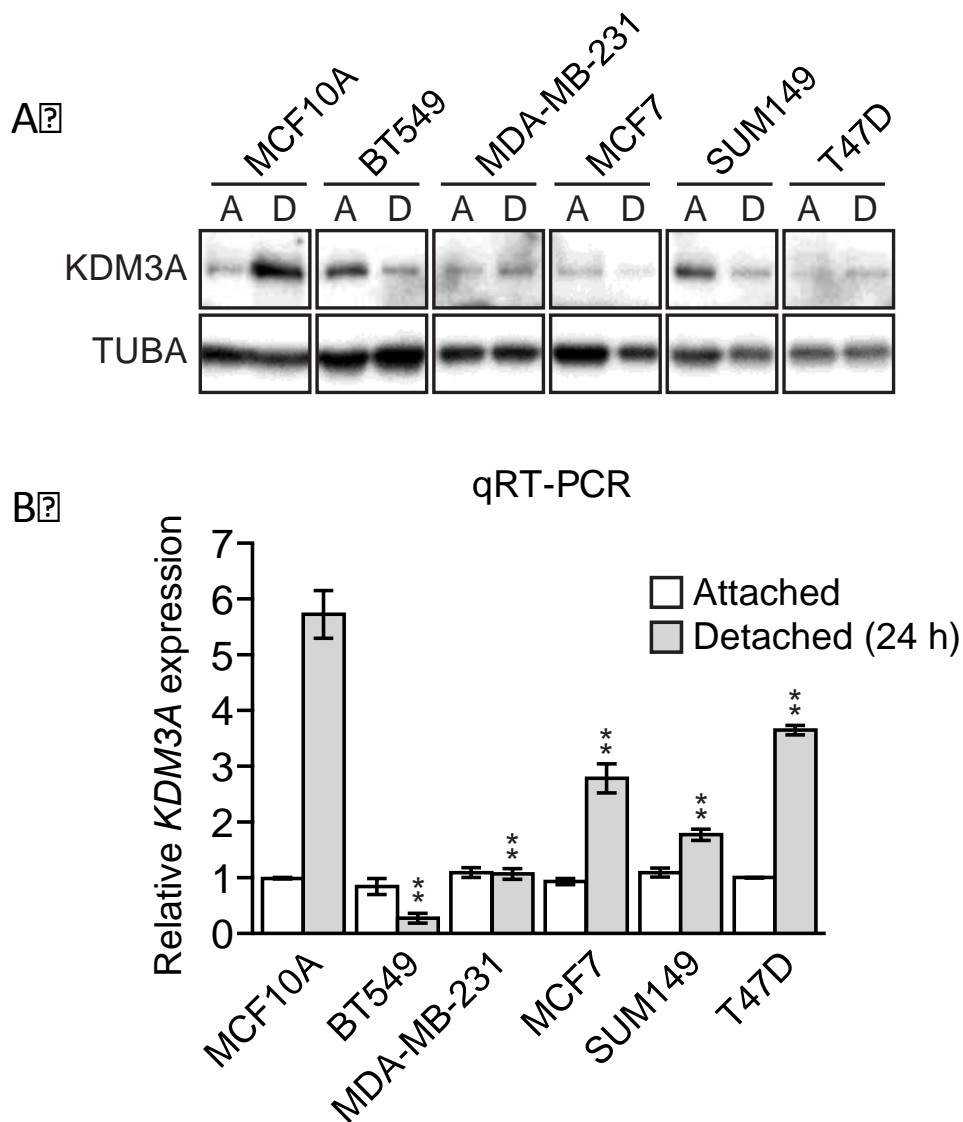 A⍰
MCF10A BT549 MDA-MB-231 MCF7 SUM149 T47D
A D A D A D A D A D A D
KDM3A
TUBA
B⍰
qRT-PCR
Relative KDM3A expression
7
6
5
4
3
2
1
0
Attached
Detached (24 h)
** ** ** ** **
MCF10A BT549 MDA-MB-231 MCF7 SUM149 T47D